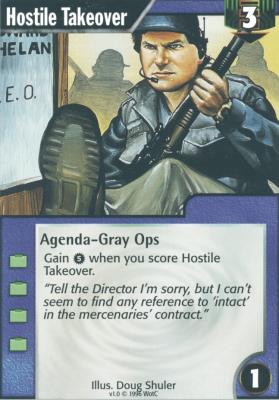 Hostile Takeover
3
WARD
HELAN
E.O.
Agenda-Gray Ops
Gain 5 when you score Hostile
Takeover.
"Tell the Director I'm sorry, but I can't
seem to find any reference to 'intact'
in the mercenaries' contract."
1
Illus. Doug Shuler
v1.0 © 1996 WotC